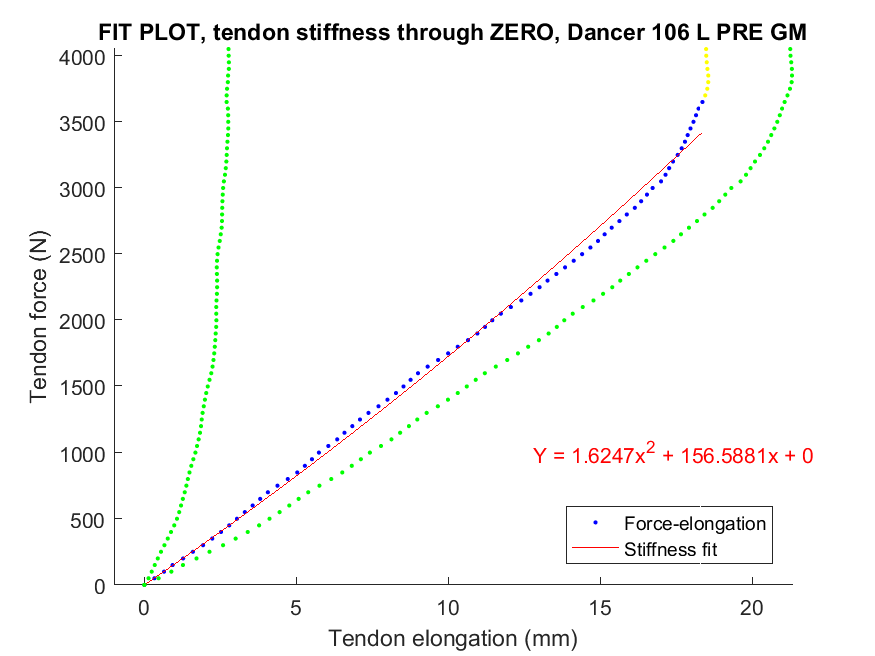 FIT PLOT, tendon stiffness through ZERO, Dancer 106 L PRE GM
4000
3500
3000
2500
2000
1500
1000
500
0
Tendon force (N)
Y = 1.6247x² + 156.5881x + 0
Force-elongation
Stiffness fit
0 5 10 15 20
Tendon elongation (mm)